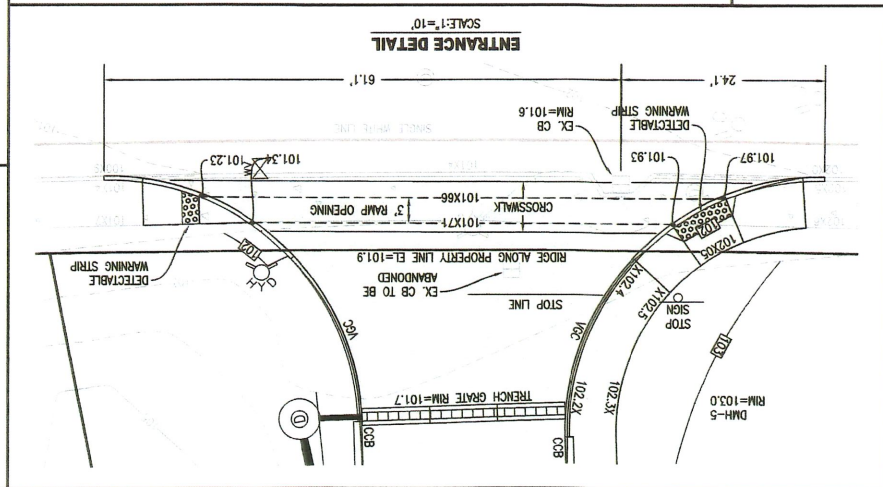 ENTRANCE DETAIL
SCALE:1"=10'
24.1'
61.1'
DETECTABLE
WARNING STRIP
EX. CB
RIM=101.6
SINGLE WHITE LINE
101.97
101.93
101.34
101.23
WV
101X66
CROSSWALK
3' RAMP OPENING
101X71
102
102X05
102
RIDGE ALONG PROPERTY LINE EL=101.9
DETECTABLE
WARNING STRIP
HYD
X102.4
X102.5
EX. CB TO BE
ABANDONED
STOP LINE
STOP
SIGN
VGC
VGC
103
102.2X
102.3X
TRENCH GRATE RIM=101.7
DMH-5
RIM=103.0
D
CCB
CCB